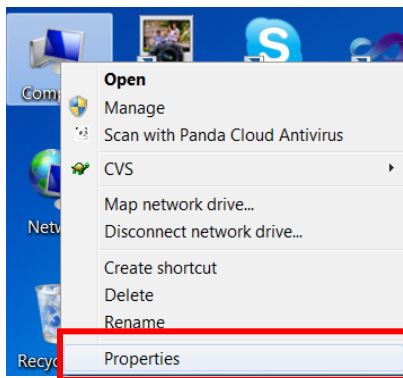 Open
Manage
Scan with Panda Cloud Antivirus
CVS
Map network drive...
Disconnect network drive...
Create shortcut
Delete
Rename
Properties